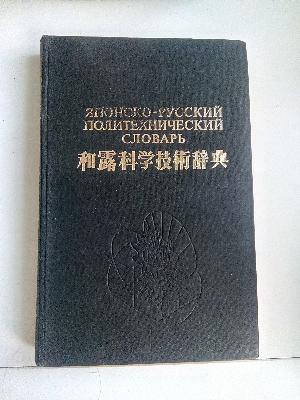 ЯПОНСКО-РУССКИЙ
ПОЛИТЕХНИЧЕСКИЙ
СЛОВАРЬ
和露科学技術辞典